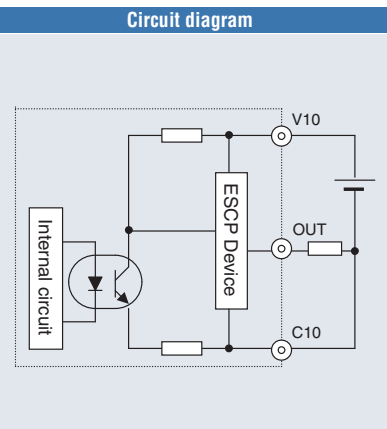 Circuit diagram
V10
ESCP Device
OUT
Internal circuit
C10